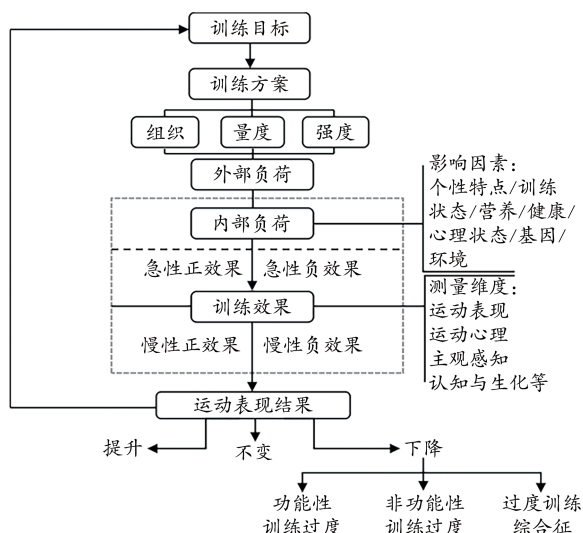 训练目标
训练方案
组织 量度 强度
外部负荷
影响因素:
个性特点/训练
状态/营养/健康/
心理状态/基因/
环境
内部负荷
急性正效果 急性负效果
测量维度:
运动表现
运动心理
主观感知
认知与生化等
训练效果
慢性正效果 慢性负效果
运动表现结果
提升 不变 下降
功能性 非功能性 过度训练
训练过度 训练过度 综合征